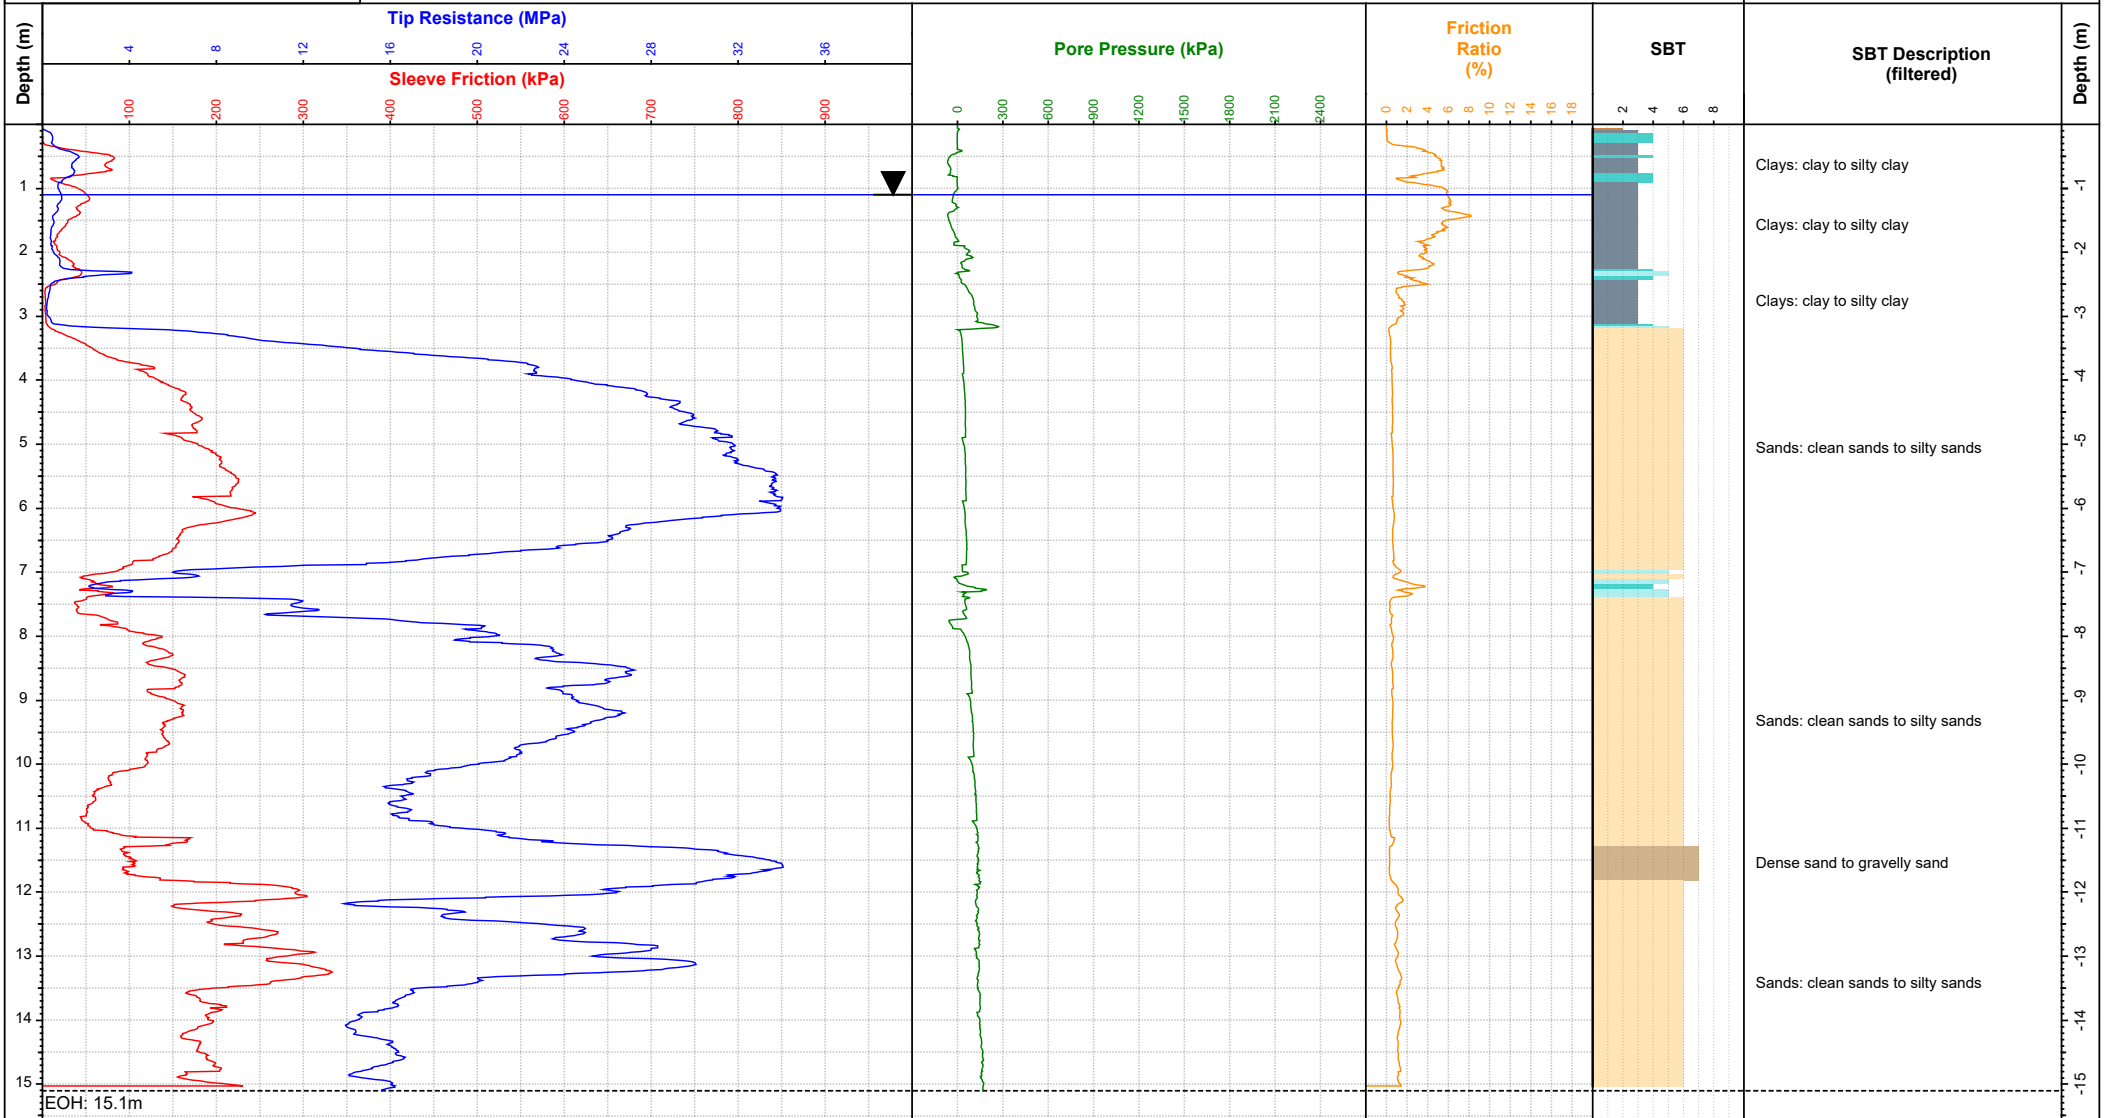 Depth (m)
Tip Resistance (MPa)
4 8 12 16 20 24 28 32 36
Sleeve Friction (kPa)
100 200 300 400 500 600 700 800 900
Pore Pressure (kPa)
0 300 600 900 1200 1500 1800 2100 2400
Friction
Ratio
(%)
0 2 4 6 8 10 12 14 16 18
SBT
2 4 6 8
SBT Description
(filtered)
Depth (m)
1
2
3
4
5
6
7
8
9
10
11
12
13
14
15
Clays: clay to silty clay
Clays: clay to silty clay
Clays: clay to silty clay
Sands: clean sands to silty sands
Sands: clean sands to silty sands
Dense sand to gravelly sand
Sands: clean sands to silty sands
-1
-2
-3
-4
-5
-6
-7
-8
-9
-10
-11
-12
-13
-14
-15
EOH: 15.1m